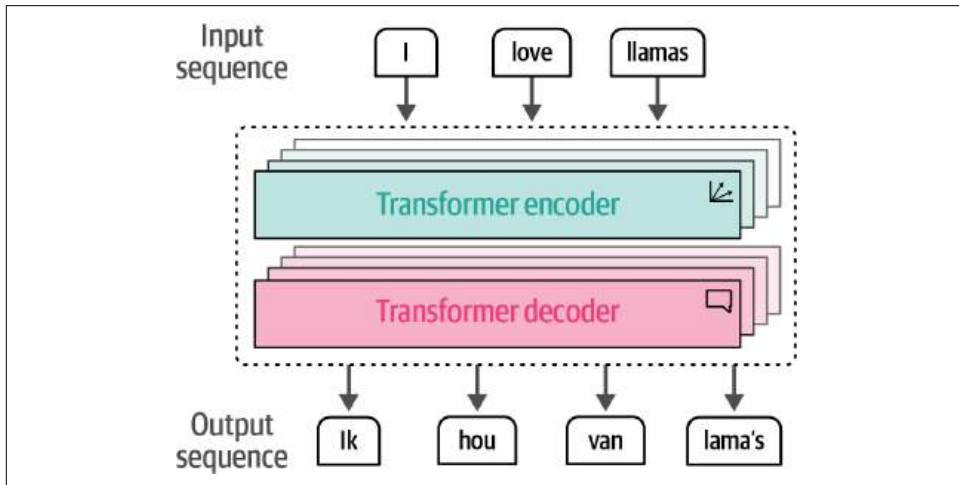 Input
sequence
I
love
llamas
Transformer encoder
Transformer decoder
Output
sequence
Ik
hou
van
lama's